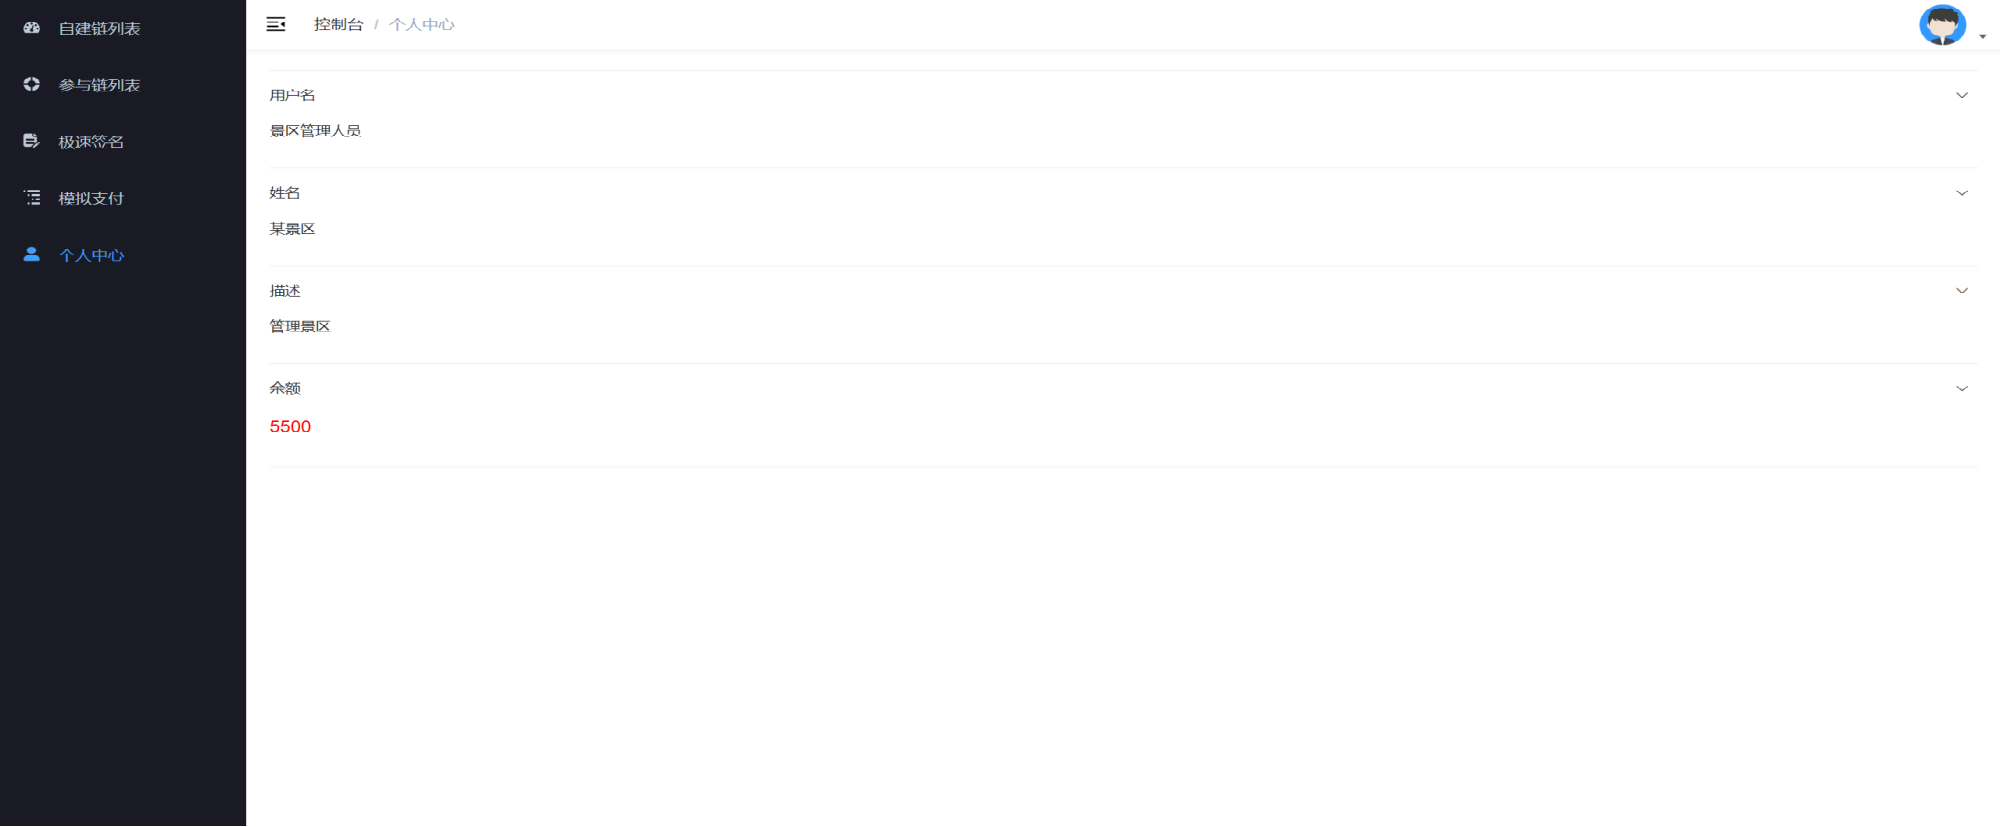 自建链列表
参与链列表
极速签名
模拟支付
个人中心
控制台 / 个人中心
用户名
景区管理人员
姓名
某景区
描述
管理景区
余额
5500